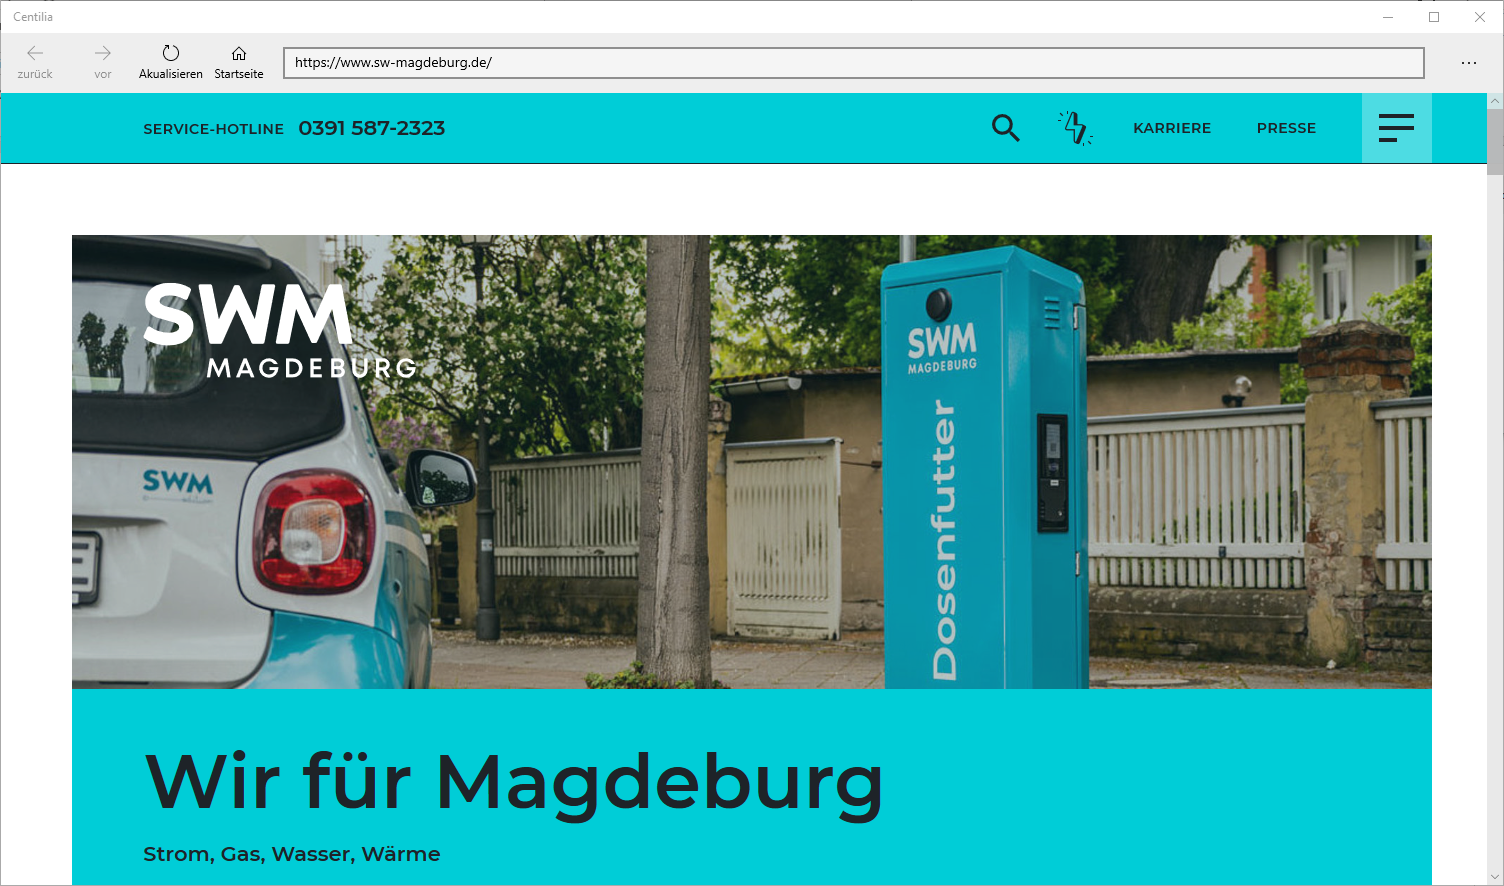 Centilia
zurück
vor
Akualisieren
Startseite
https://www.sw-magdeburg.de/
SERVICE-HOTLINE 0391 587-2323
KARRIERE
PRESSE
SWM
MAGDEBURG
SWM
MAGDEBURG
Dosenfutter
SWM
Wir für Magdeburg
Strom, Gas, Wasser, Wärme